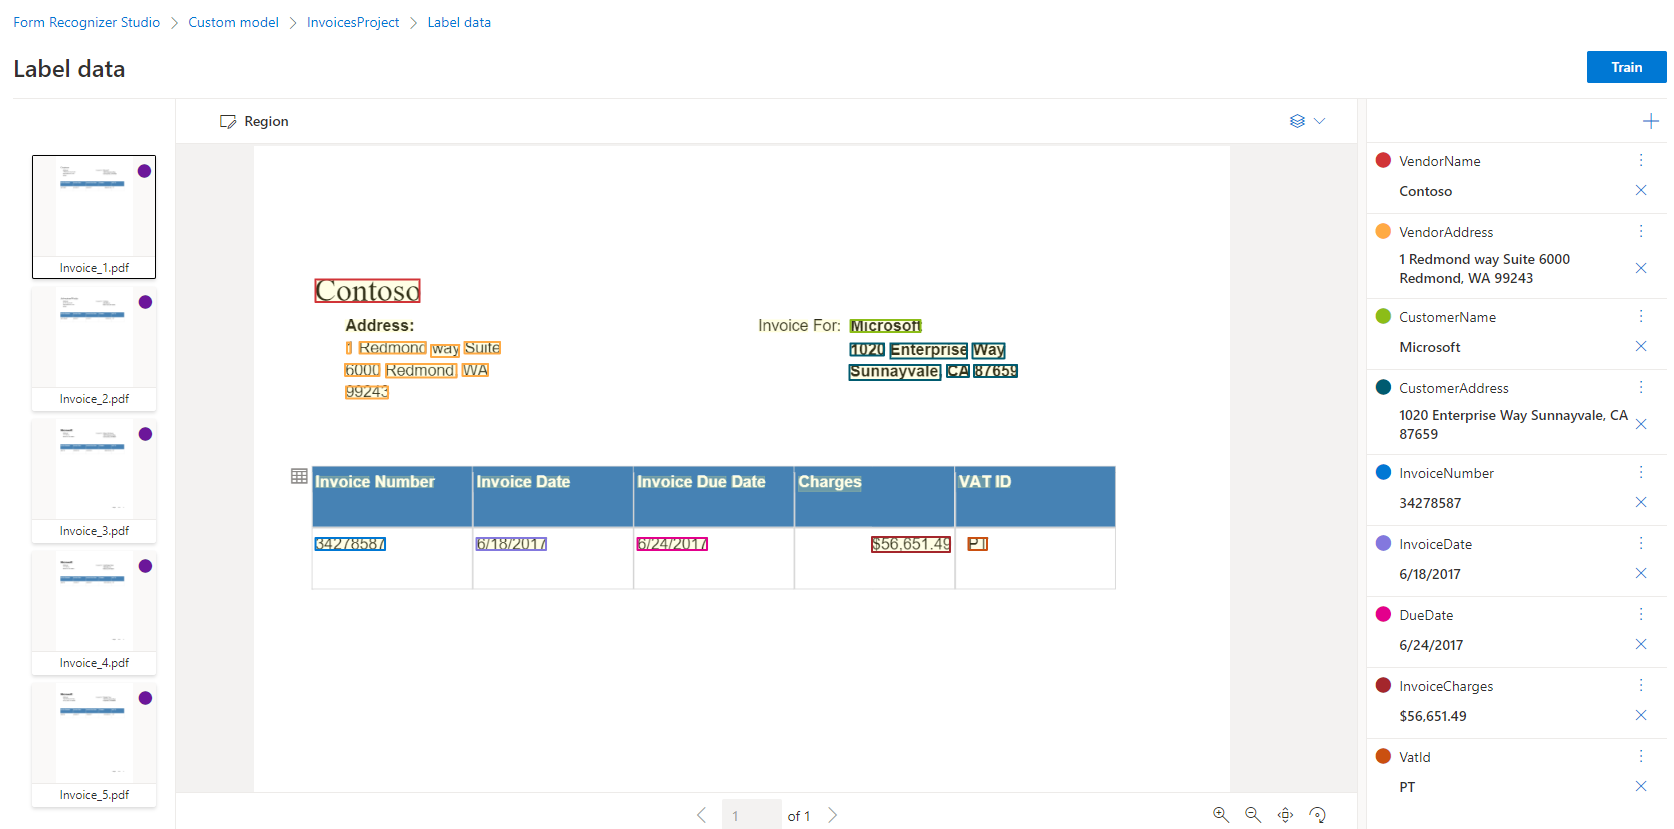 Form Recognizer Studio > Custom model > InvoicesProject > Label data
Label data
Train
Region
Invoice_1.pdf
Invoice_2.pdf
Invoice_3.pdf
Invoice_4.pdf
Invoice_5.pdf
Contoso
Address:
1 Redmond way Suite
6000 Redmond, WA
99243
Invoice For: Microsoft
1020 Enterprise Way
Sunnayvale, CA 87659
Invoice Number Invoice Date Invoice Due Date Charges VAT ID
34278587 6/18/2017 6/24/2017 $56,651.49 PT
1 of 1
VendorName
Contoso
VendorAddress
1 Redmond way Suite 6000
Redmond, WA 99243
CustomerName
Microsoft
CustomerAddress
1020 Enterprise Way Sunnayvale, CA
87659
InvoiceNumber
34278587
InvoiceDate
6/18/2017
DueDate
6/24/2017
InvoiceCharges
$56,651.49
VatId
PT